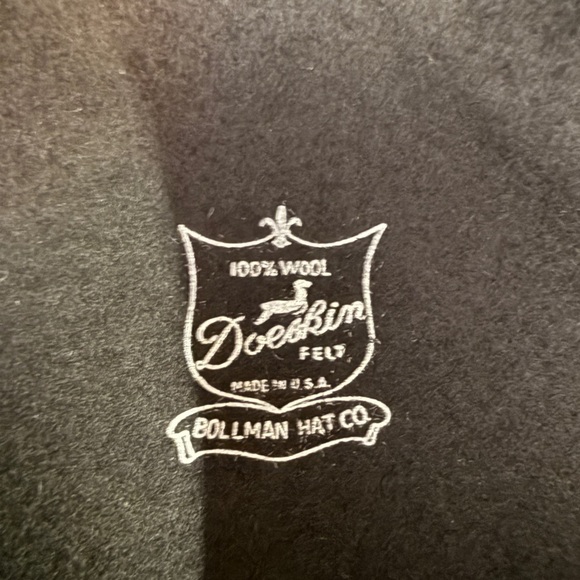 100% WOOL
Doeskin
FELT
MADE IN U.S.A.
BOLLMAN HAT CO.